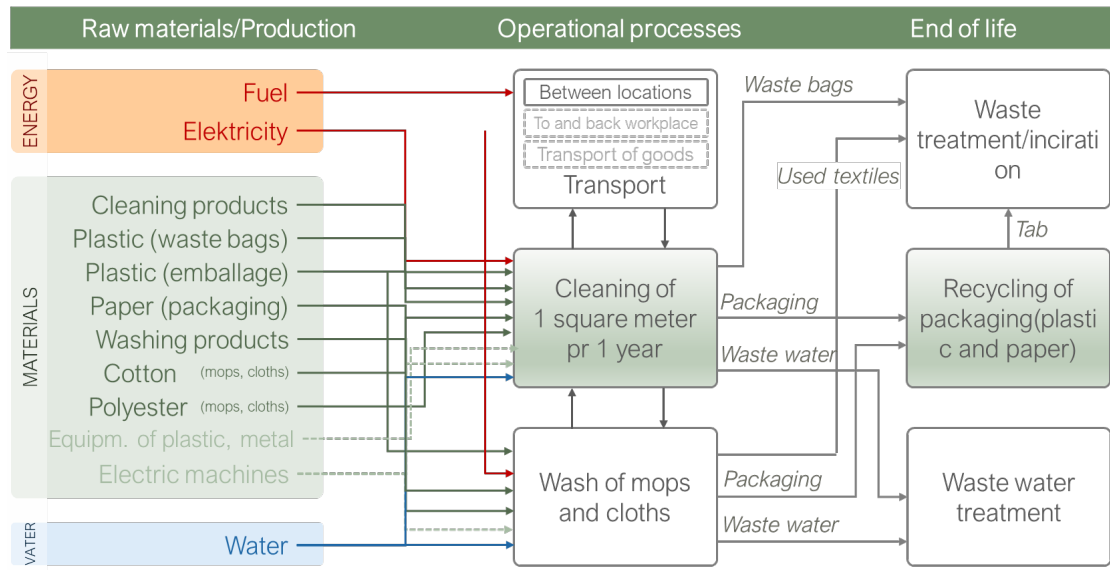 Raw materials/Production
Operational processes
End of life
ENERGY
Fuel
Elektricity
MATERIALS
Cleaning products
Plastic (waste bags)
Plastic (emballage)
Paper (packaging)
Washing products
Cotton (mops, cloths)
Polyester (mops, cloths)
Equipm. of plastic, metal
Electric machines
VATER
Water
Between locations
To and back workplace
Transport of goods
Transport
Cleaning of
1 square meter
pr 1 year
Wash of mops
and cloths
Waste bags
Used textiles
Packaging
Waste water
Packaging
Waste water
Waste
treatment/incirati
on
Tab
Recycling of
packaging(plasti
c and paper)
Waste water
treatment